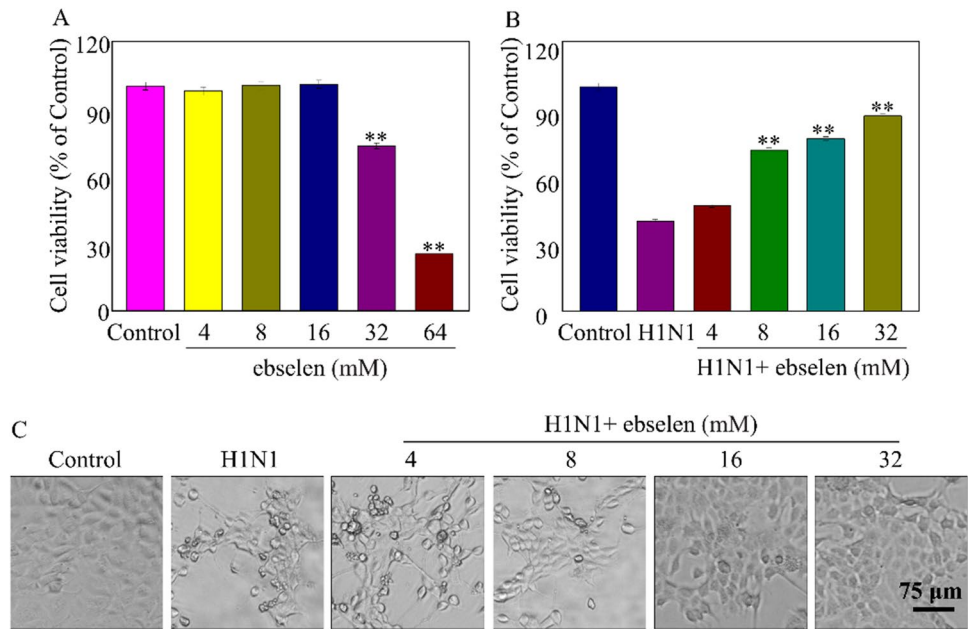 A
Cell viability (% of Control)
120
90
60
30
0
**
**
Control 4 8 16 32 64
ebselen (mM)
B
Cell viability (% of Control)
120
90
60
30
0
**
**
**
Control H1N1 4 8 16 32
H1N1+ ebselen (mM)
C
H1N1+ ebselen (mM)
Control H1N1 4 8 16 32
75 μm